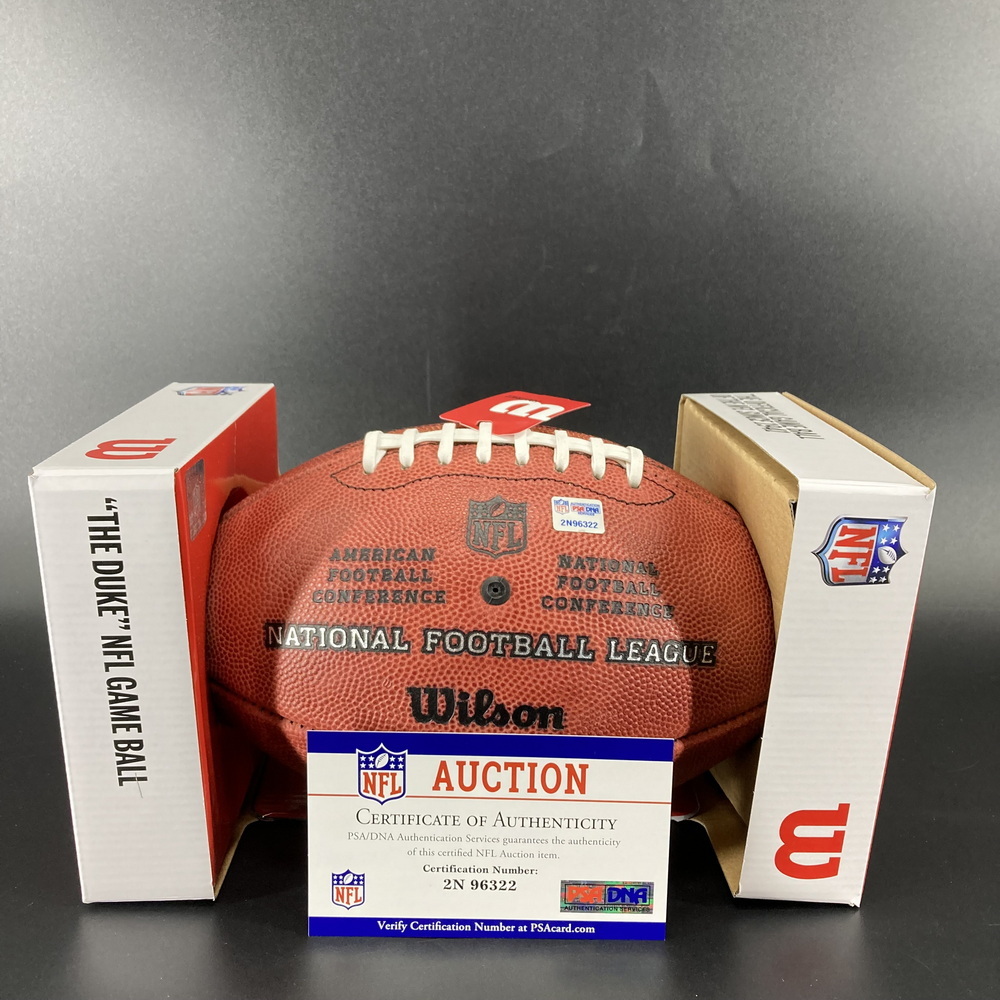 "THE DUKE" NFL GAME BALL
NFL
PSA DNA
2N96322
AMERICAN
FOOTBALL
CONFERENCE
NATIONAL
FOOTBALL
CONFERENCE
NATIONAL FOOTBALL LEAGUE
Wilson
NFL
NFL
AUCTION
CERTIFICATE OF AUTHENTICITY
PSA/DNA Authentication Services guarantees the authenticity
of this certified NFL Auction item.
Certification Number:
2N 96322
NFL
PSA DNA
AUTHENTICATION SERVICES
Verify Certification Number at PSAcard.com